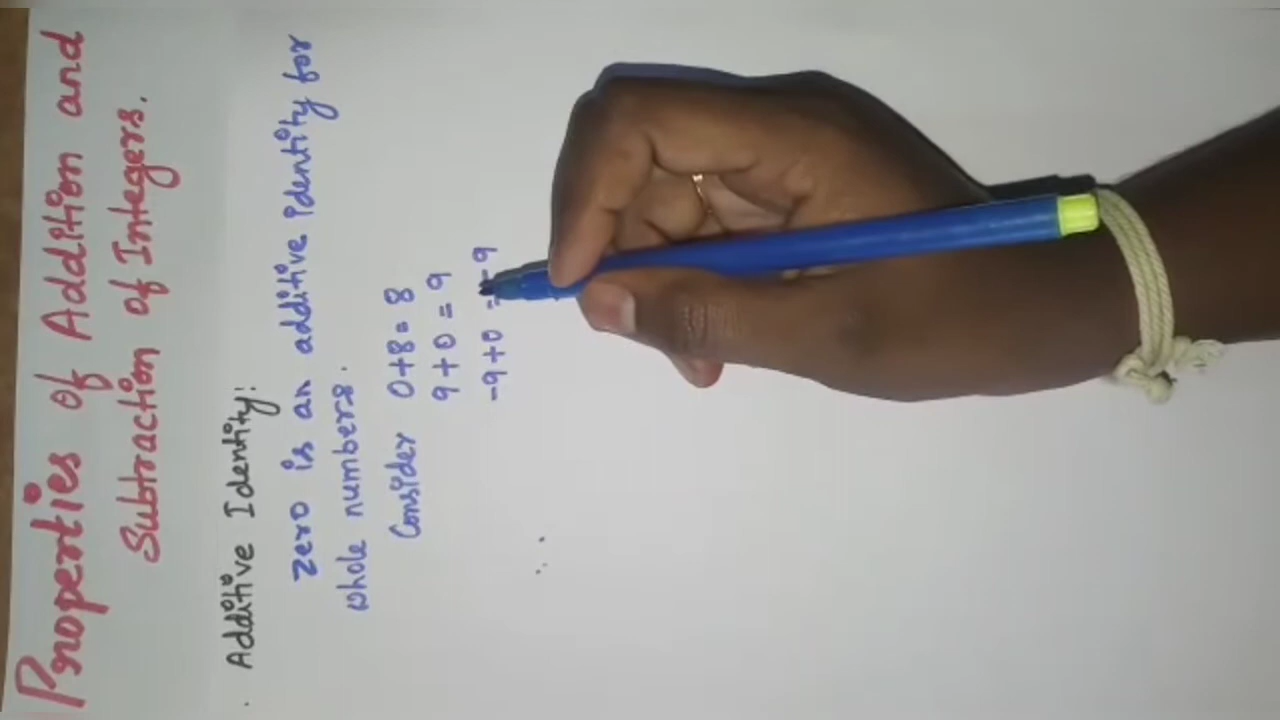 Properties of Addition and
Subtraction of Integers.
. Additive Identity:
Zero is an additive identity for
whole numbers.
Consider 0+8=8
9+0=9
-9+0=-9
∴